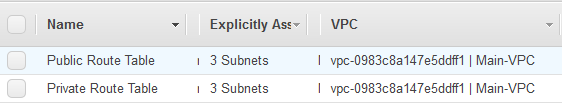 Name Explicitly Ass VPC
Public Route Table 3 Subnets vpc-0983c8a147e5ddff1 | Main-VPC
Private Route Table 3 Subnets vpc-0983c8a147e5ddff1 | Main-VPC